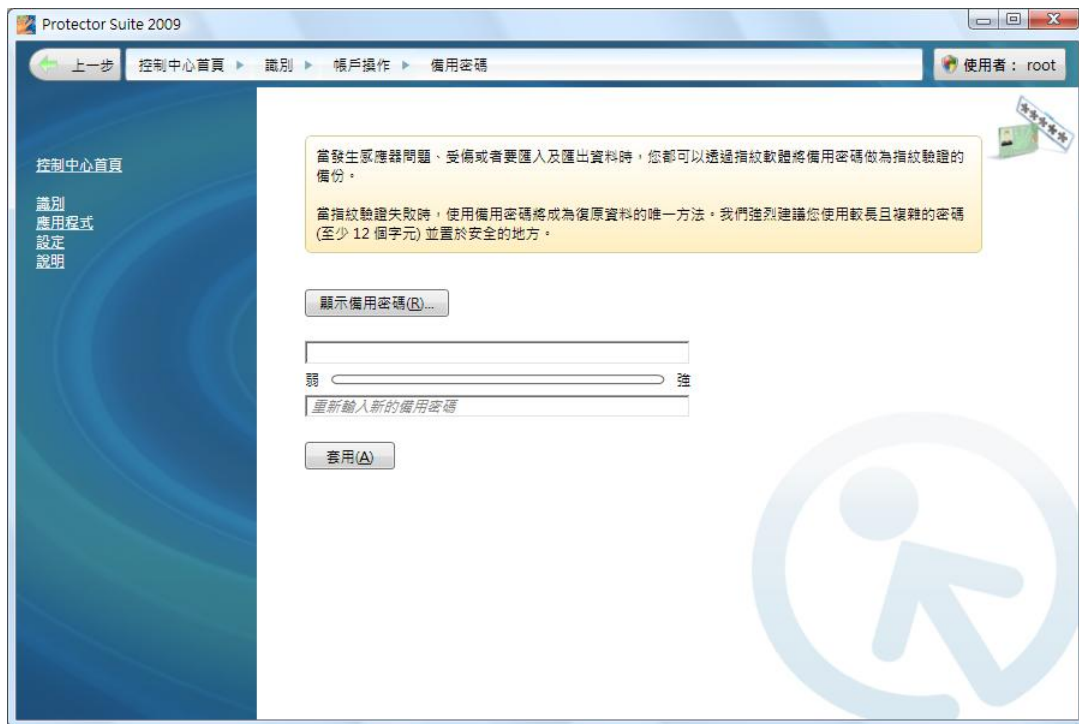 Protector Suite 2009
上一步
控制中心首頁 識別 帳戶操作 備用密碼
使用者: root
控制中心首頁
識別
應用程式
設定
說明
當發生感應器問題、受傷或者要匯入及匯出資料時，您都可以透過指紋軟體將備用密碼做為指紋驗證的
備份。
當指紋驗證失敗時，使用備用密碼將成為復原資料的唯一方法。我們強烈建議您使用較長且複雜的密碼
(至少 12 個字元) 並置於安全的地方。
顯示備用密碼(R)...
弱 強
重新輸入新的備用密碼
套用(A)
*****